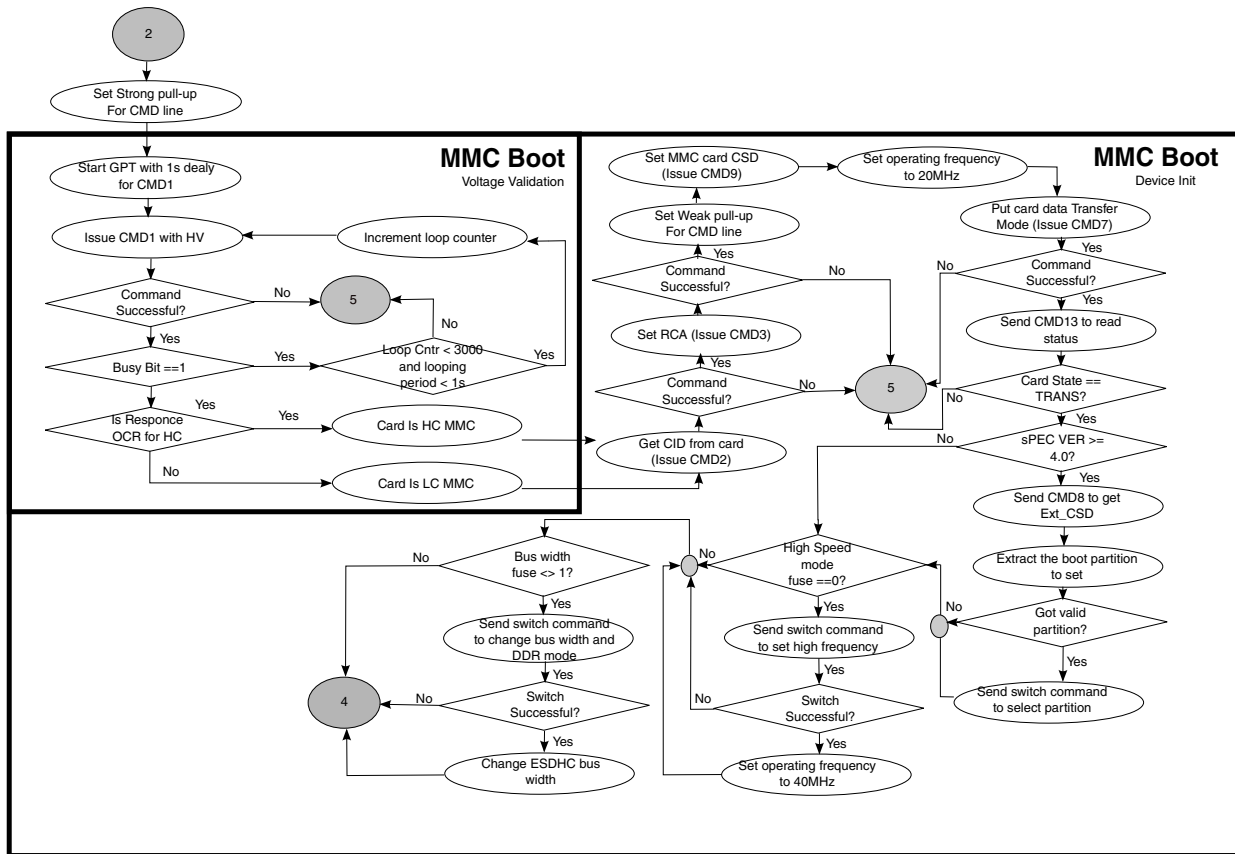 2
Set Strong pull-up
For CMD line
MMC Boot
Voltage Validation
Start GPT with 1s dealy
for CMD1
Issue CMD1 with HV
Increment loop counter
Command
Successful?
No
5
Yes
No
Busy Bit ==1
Yes
Loop Cntr < 3000
and looping
period < 1s
Yes
Yes
Is Responce
OCR for HC
Yes
Card Is HC MMC
No
Card Is LC MMC
MMC Boot
Device Init
Set MMC card CSD
(Issue CMD9)
Set operating frequency
to 20MHz
Set Weak pull-up
For CMD line
Put card data Transfer
Mode (Issue CMD7)
Yes
Command
Successful?
No
Yes
No
Command
Successful?
Yes
Set RCA (Issue CMD3)
Send CMD13 to read
status
Yes
Command
Successful?
No
5
Card State ==
TRANS?
No
Yes
Get CID from card
(Issue CMD2)
No
sPEC VER >=
4.0?
Yes
Send CMD8 to get
Ext_CSD
Extract the boot partition
to set
Got valid
partition?
No
Yes
Send switch command
to select partition
High Speed
mode
fuse ==0?
No
Yes
Send switch command
to set high frequency
Yes
Switch
Successful?
No
Yes
Set operating frequency
to 40MHz
Bus width
fuse <> 1?
No
Yes
Send switch command
to change bus width and
DDR mode
Yes
Switch
Successful?
No
4
Yes
Change ESDHC bus
width